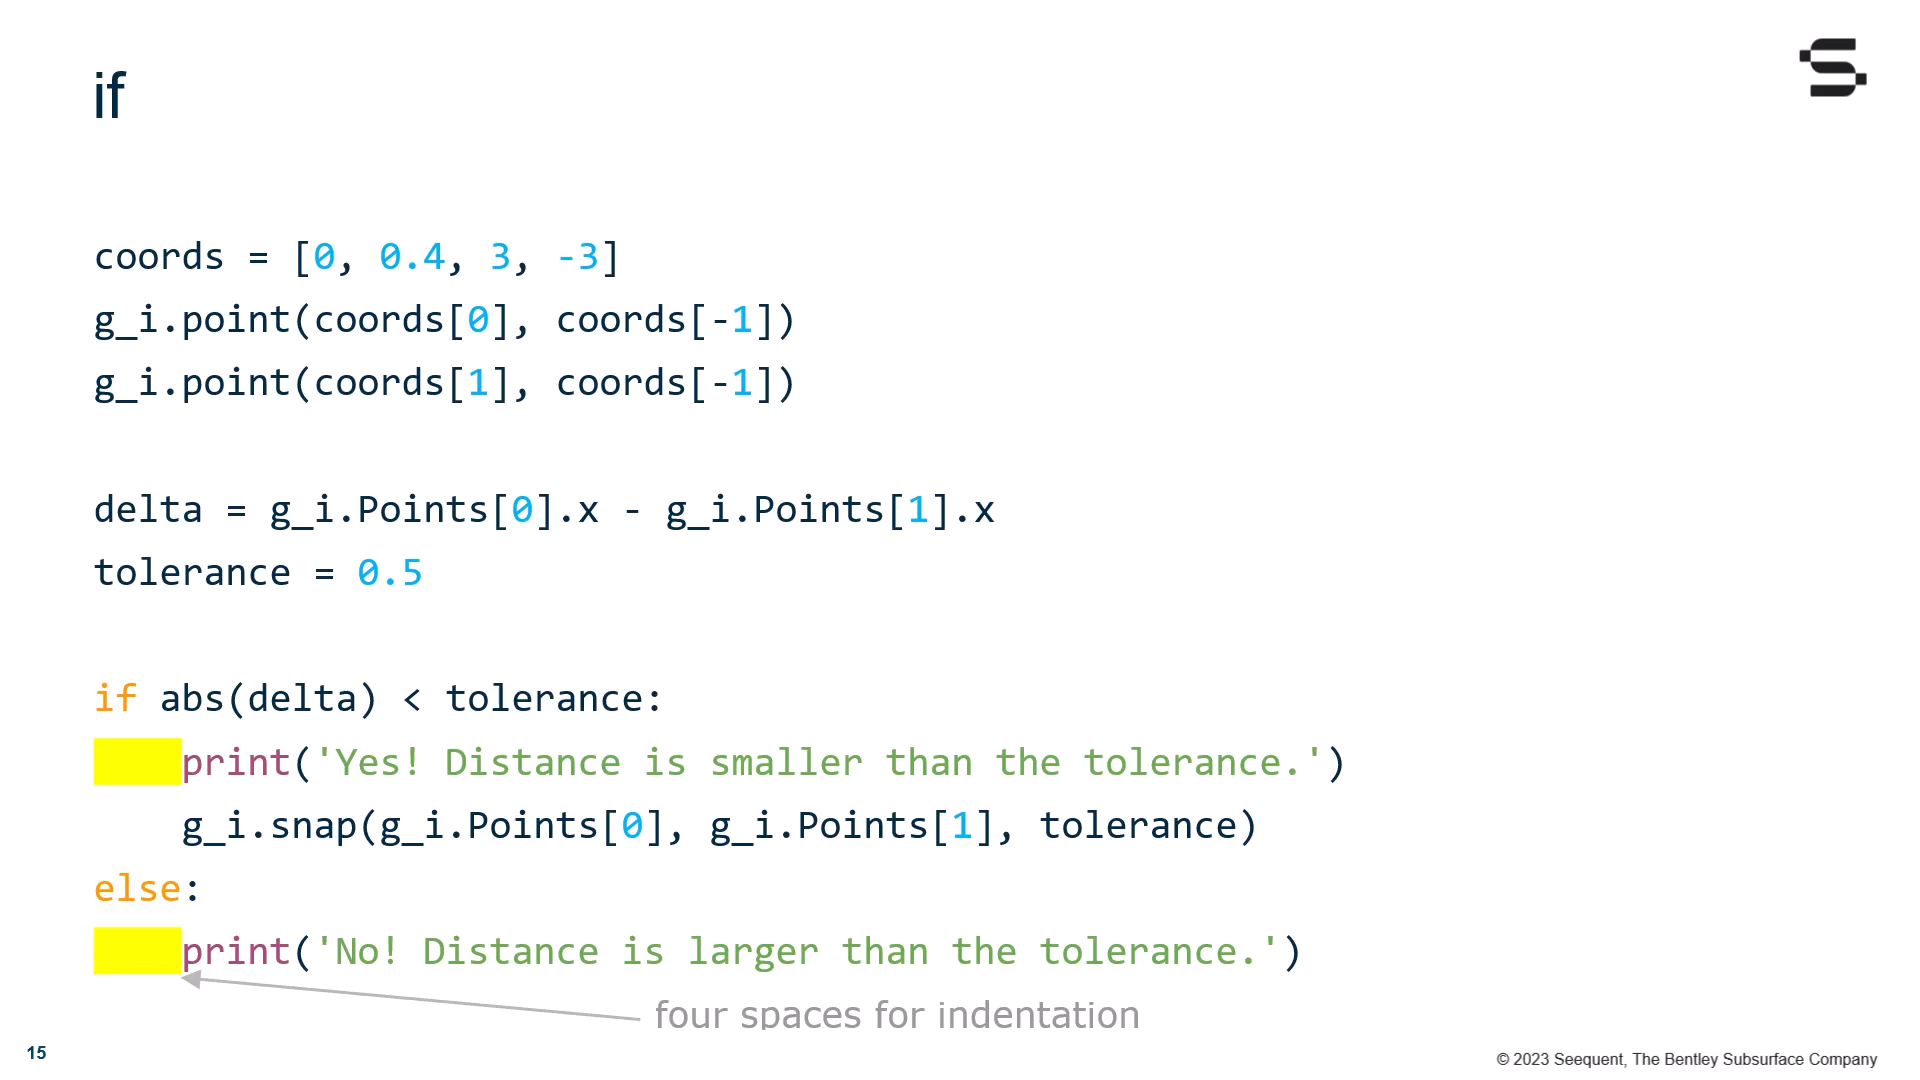 if
coords = [0, 0.4, 3, -3]
g_i.point(coords[0], coords[-1])
g_i.point(coords[1], coords[-1])
delta = g_i.Points[0].x - g_i.Points[1].x
tolerance = 0.5
if abs(delta) < tolerance:
    print('Yes! Distance is smaller than the tolerance.')
    g_i.snap(g_i.Points[0], g_i.Points[1], tolerance)
else:
    print('No! Distance is larger than the tolerance.')
four spaces for indentation
15
© 2023 Seequent, The Bentley Subsurface Company